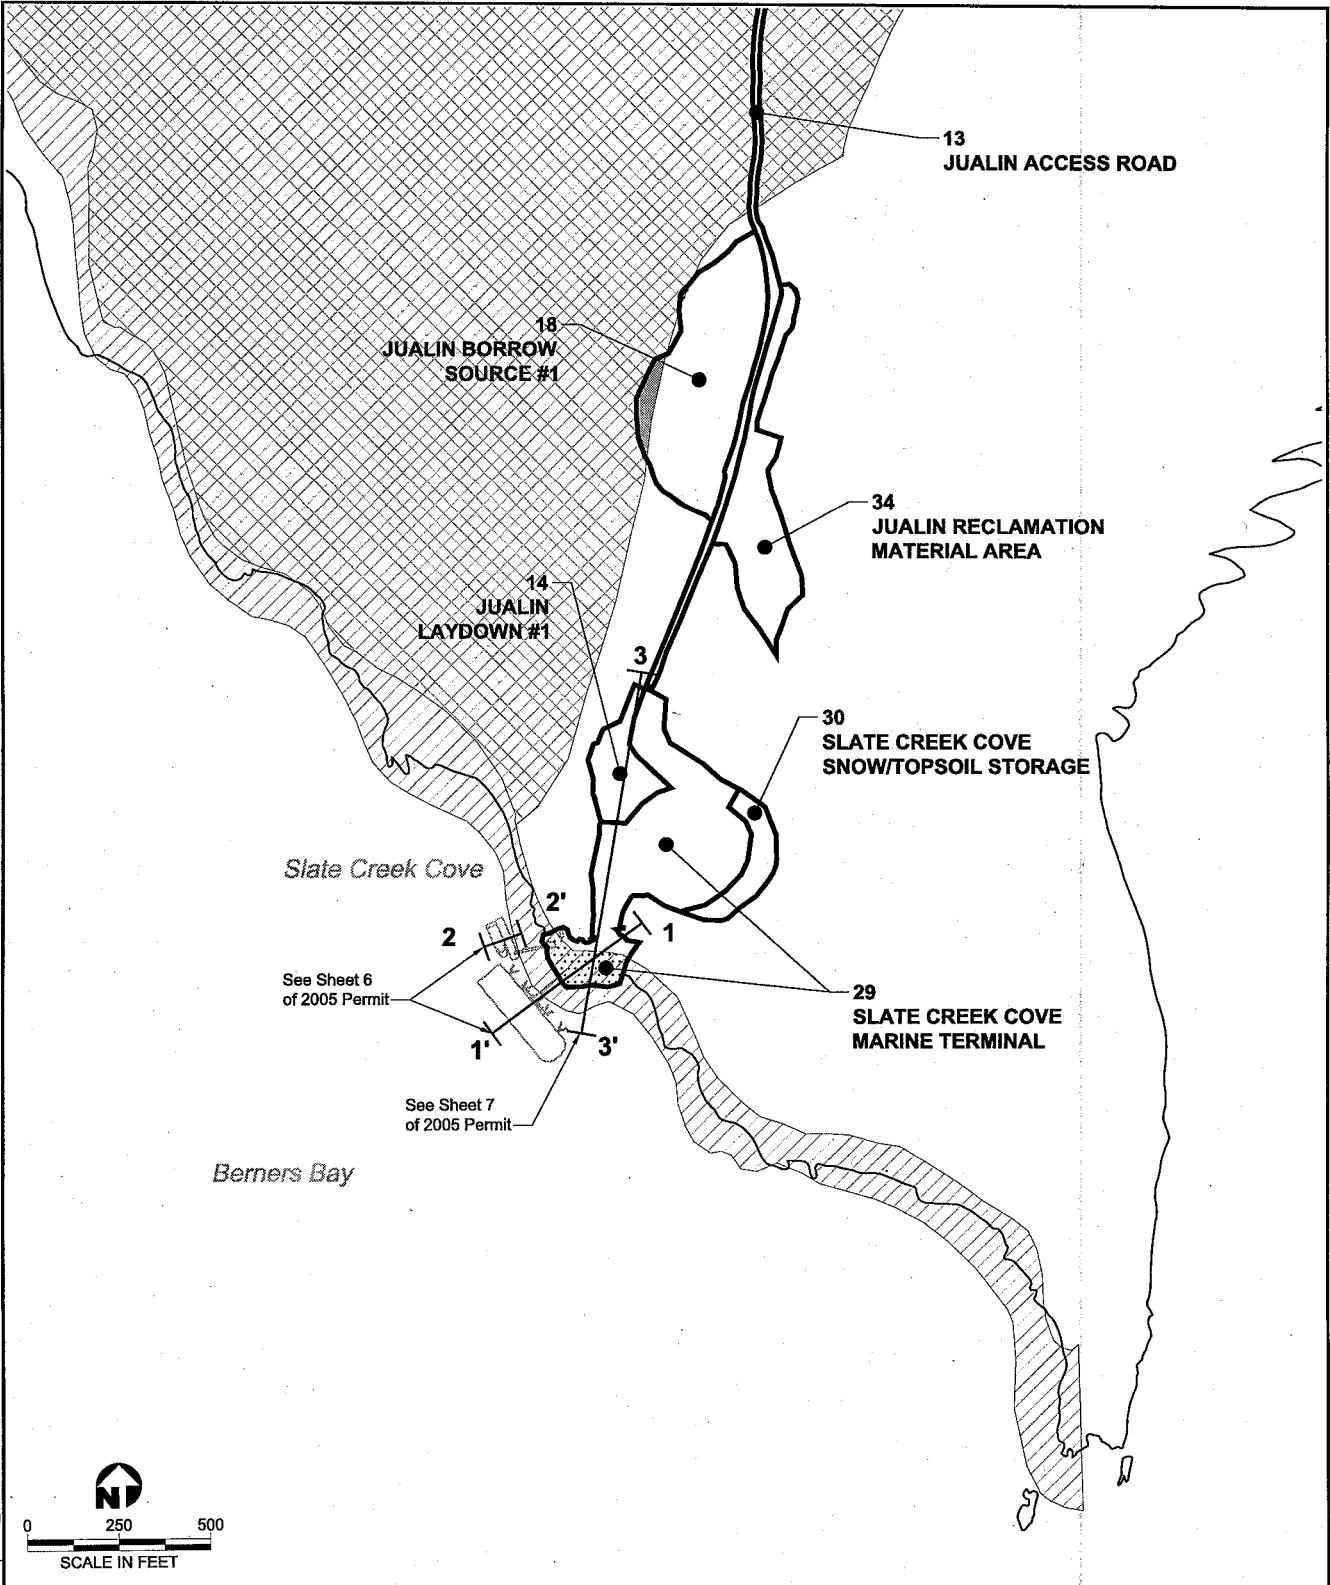 13
JUALIN ACCESS ROAD
18
JUALIN BORROW
SOURCE #1
34
JUALIN RECLAMATION
MATERIAL AREA
14
JUALIN
LAYDOWN #1
3
30
SLATE CREEK COVE
SNOW/TOPSOIL STORAGE
Slate Creek Cove
2'
2
1
See Sheet 6
of 2005 Permit
29
SLATE CREEK COVE
MARINE TERMINAL
1'
3'
See Sheet 7
of 2005 Permit
Berners Bay
N
0 250 500
SCALE IN FEET